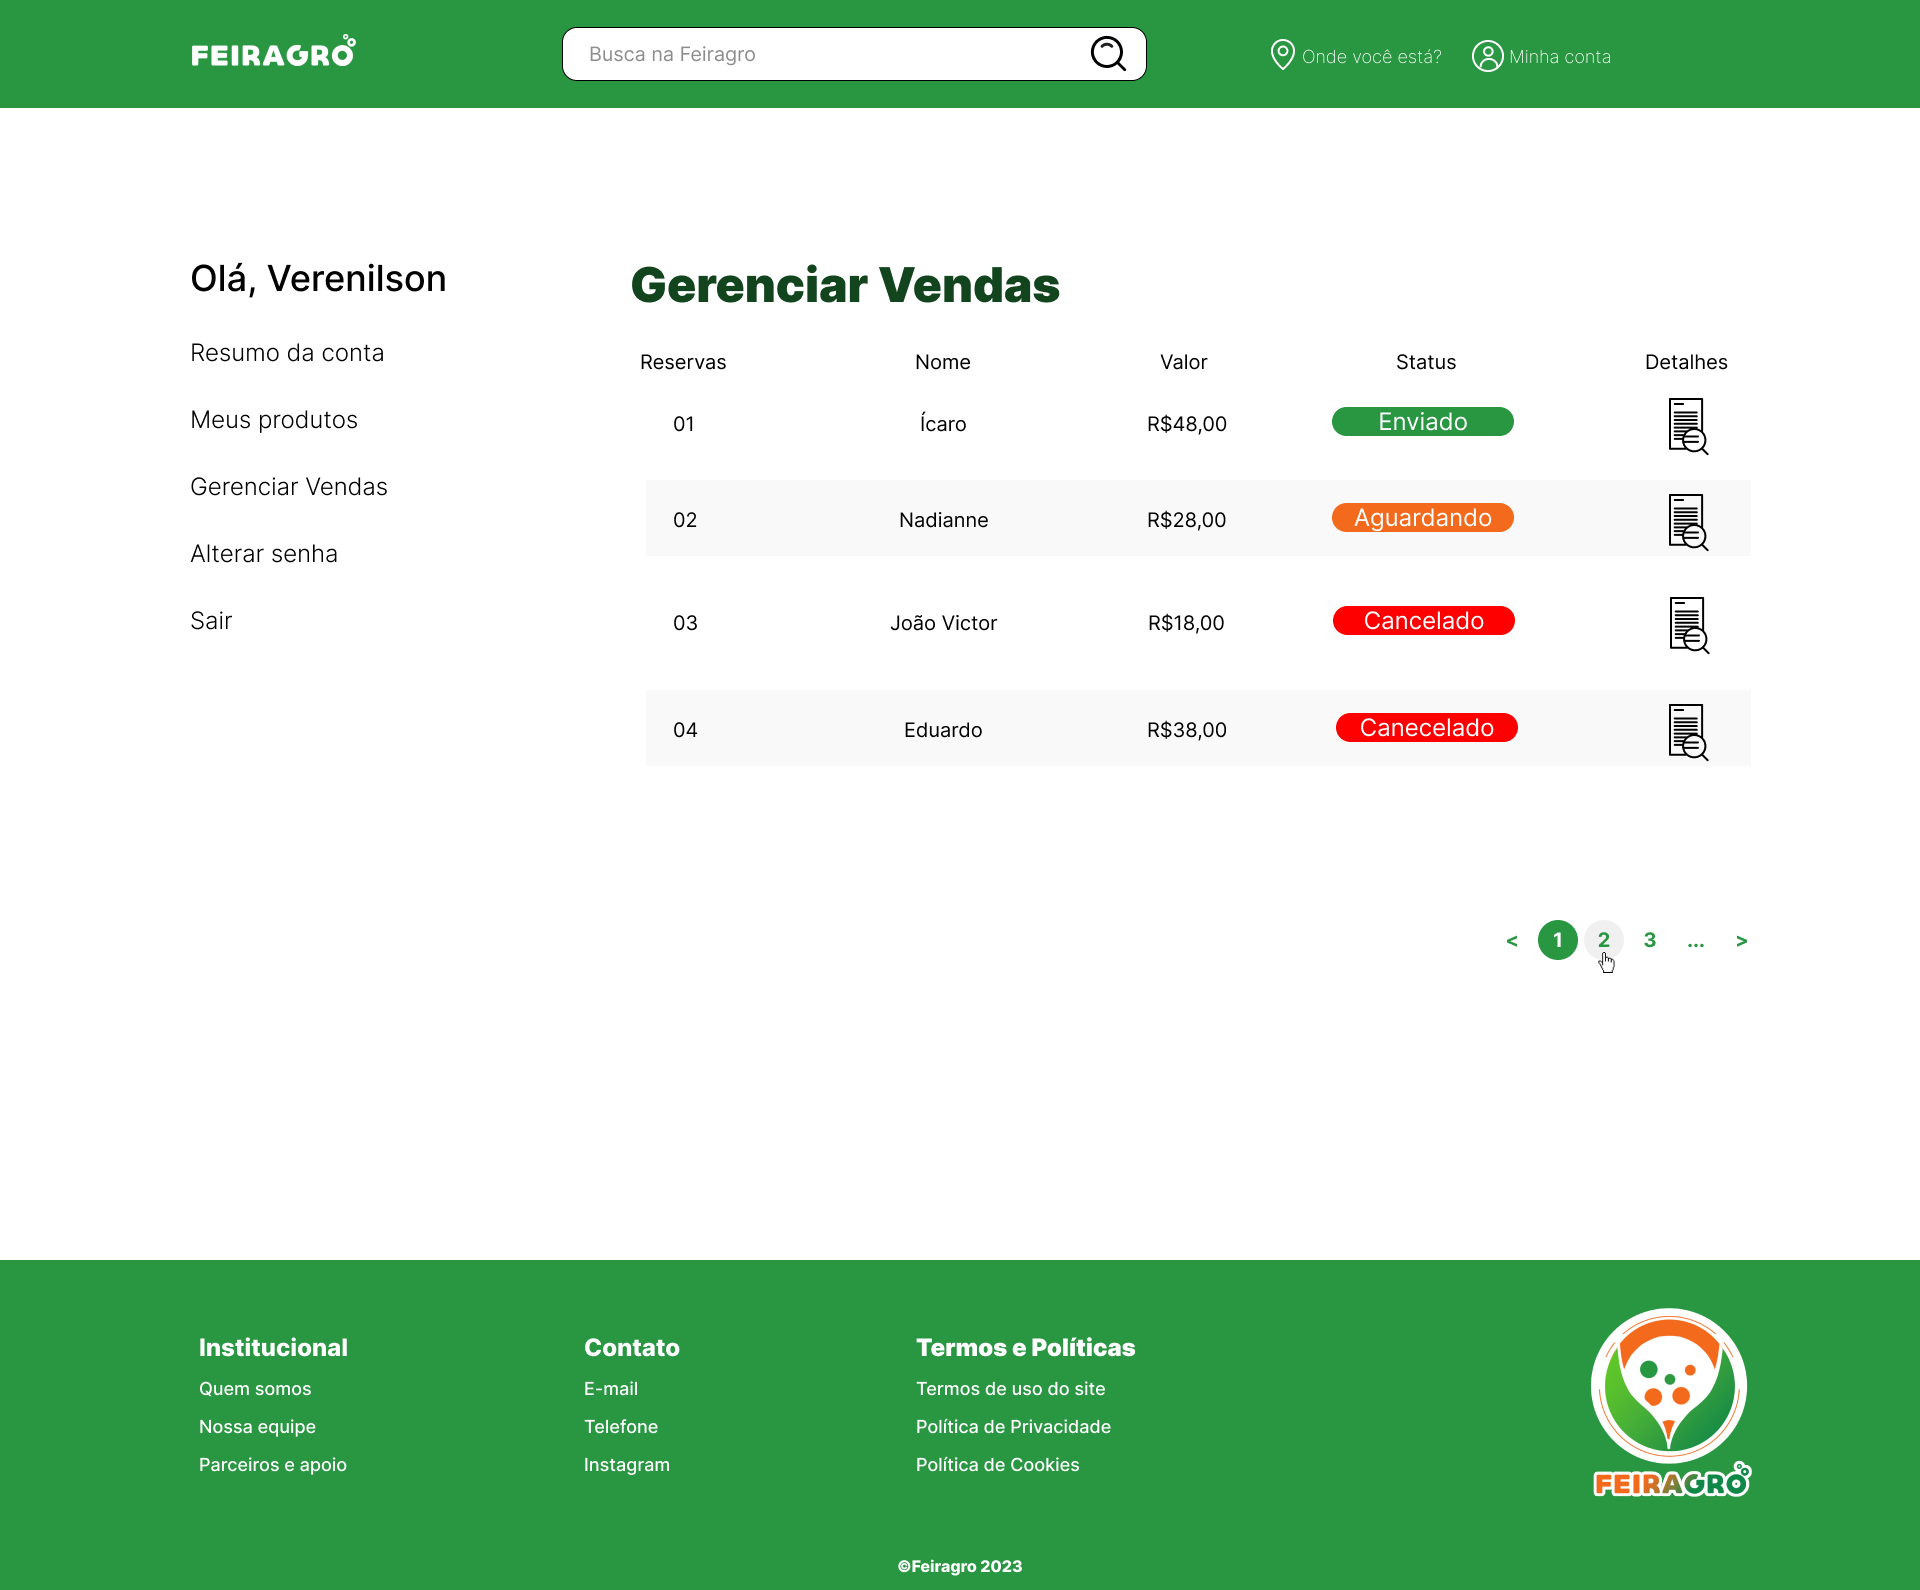 FEIRAGRO
Busca na Feiragro
Onde você está?
Minha conta
Olá, Verenilson
Resumo da conta
Meus produtos
Gerenciar Vendas
Alterar senha
Sair
Gerenciar Vendas
Reservas Nome Valor Status Detalhes
01 Ícaro R$48,00 Enviado
02 Nadianne R$28,00 Aguardando
03 João Victor R$18,00 Cancelado
04 Eduardo R$38,00 Canecelado
< 1 2 3 ... >
Institucional
Quem somos
Nossa equipe
Parceiros e apoio
Contato
E-mail
Telefone
Instagram
Termos e Políticas
Termos de uso do site
Política de Privacidade
Política de Cookies
FEIRAGRO
©Feiragro 2023